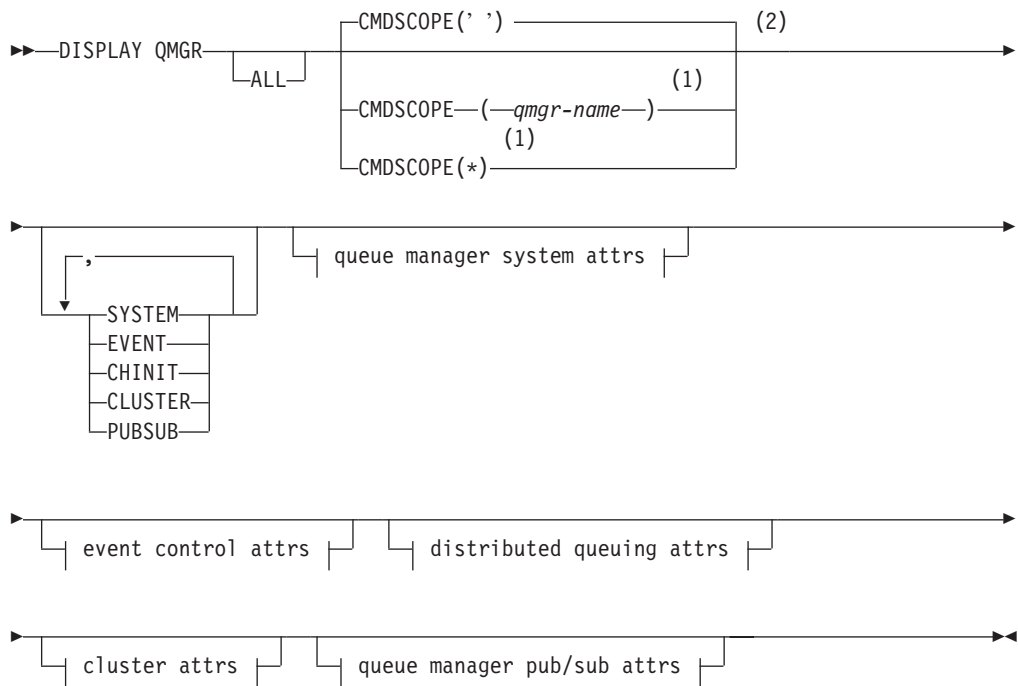 CMDSCOPE(’ ’) (2)
DISPLAY QMGR
ALL (1)
CMDSCOPE ( qmgr-name )
(1)
CMDSCOPE(*)
,
queue manager system attrs
SYSTEM
EVENT
CHINIT
CLUSTER
PUBSUB
event control attrs distributed queuing attrs
cluster attrs queue manager pub/sub attrs